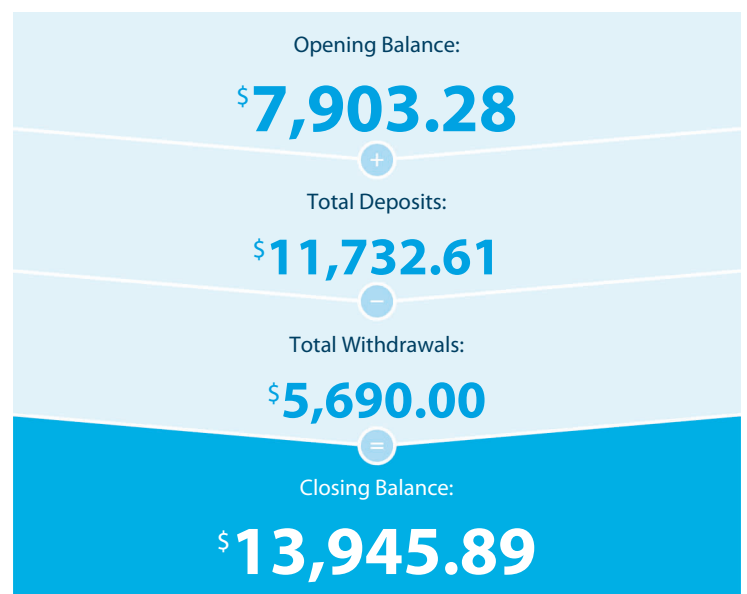 Opening Balance:
$7,903.28
+
Total Deposits:
$11,732.61
−
Total Withdrawals:
$5,690.00
=
Closing Balance:
$13,945.89